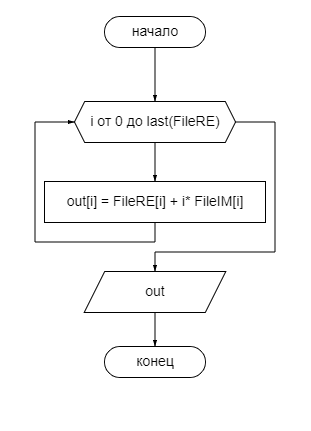 начало
i от 0 до last(FileRE)
out[i] = FileRE[i] + i* FileIM[i]
out
конец